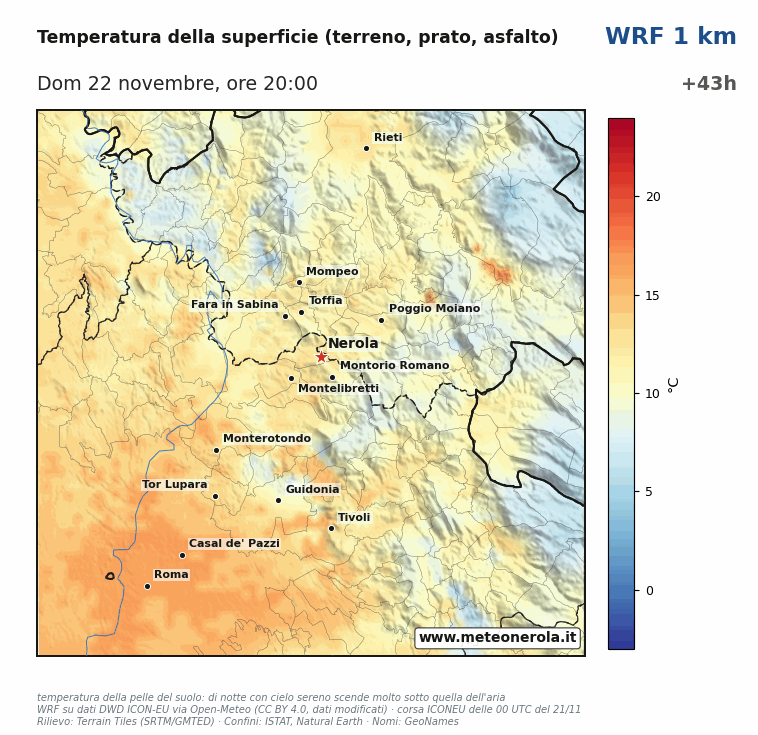 Temperatura della superficie (terreno, prato, asfalto)
WRF 1 km
Dom 22 novembre, ore 20:00
+43h
Rieti
Mompeo
Fara in Sabina
Toffia
Poggio Moiano
Nerola
Montorio Romano
Montelibretti
Monterotondo
Tor Lupara
Guidonia
Tivoli
Casal de' Pazzi
Roma
www.meteonerola.it
20
15
10
5
0
°C
temperatura della pelle del suolo: di notte con cielo sereno scende molto sotto quella dell'aria
WRF su dati DWD ICON-EU via Open-Meteo (CC BY 4.0, dati modificati) · corsa ICONEU delle 00 UTC del 21/11
Rilievo: Terrain Tiles (SRTM/GMTED) · Confini: ISTAT, Natural Earth · Nomi: GeoNames